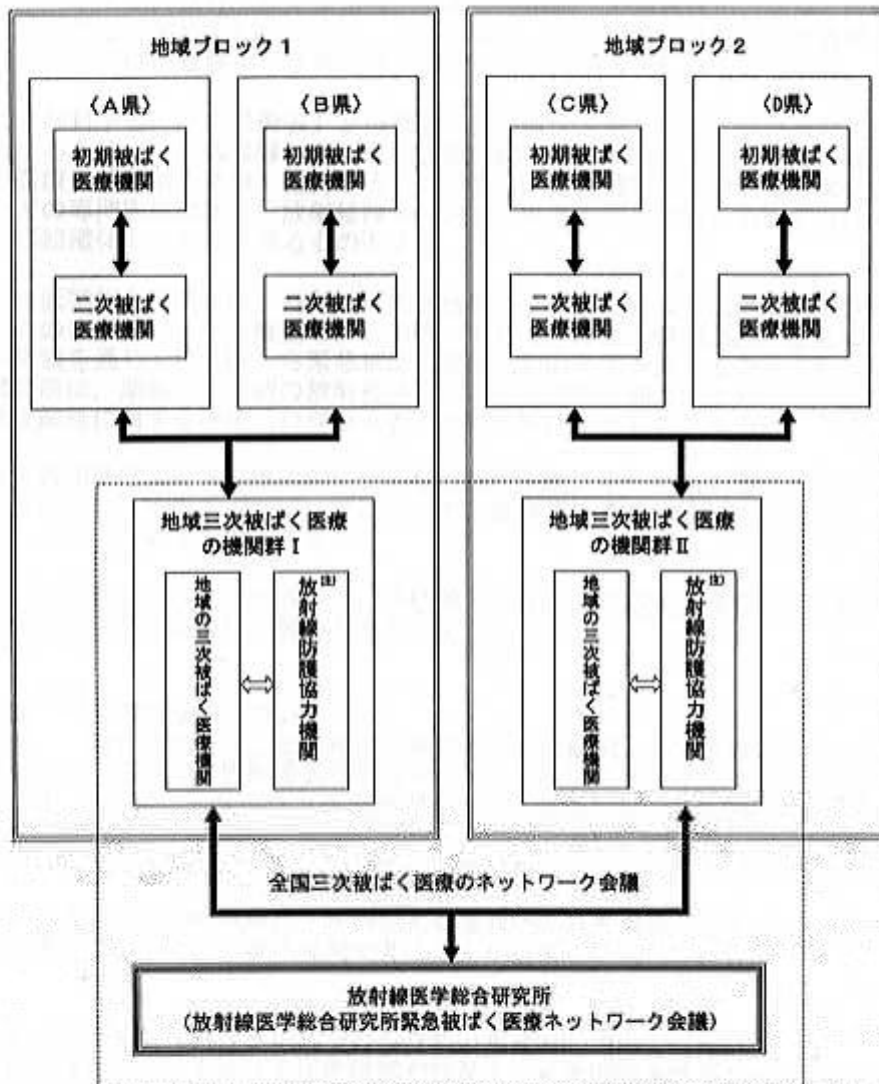 地域ブロック1
〈A県〉
初期被ばく
医療機関
二次被ばく
医療機関
〈B県〉
初期被ばく
医療機関
二次被ばく
医療機関
地域三次被ばく医療
の機関群Ⅰ
地域の三次被ばく医療機関
放射線防護協力機関注)
地域ブロック2
〈C県〉
初期被ばく
医療機関
二次被ばく
医療機関
〈D県〉
初期被ばく
医療機関
二次被ばく
医療機関
地域三次被ばく医療
の機関群Ⅱ
地域の三次被ばく医療機関
放射線防護協力機関注)
全国三次被ばく医療のネットワーク会議
放射線医学総合研究所
(放射線医学総合研究所緊急被ばく医療ネットワーク会議)